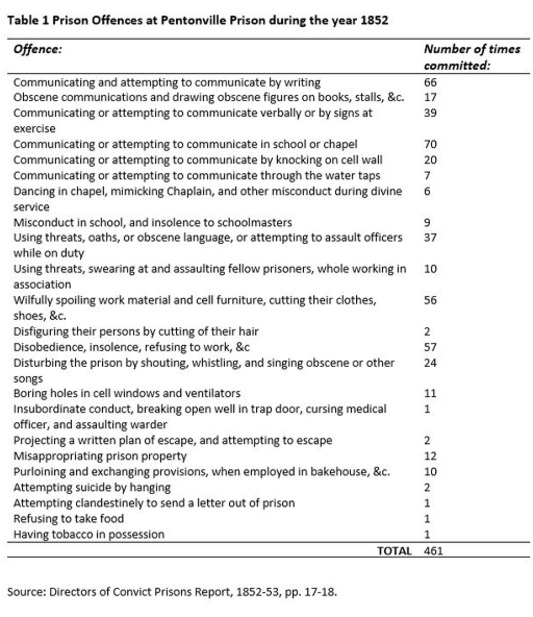 Table 1 Prison Offences at Pentonville Prison during the year 1852
Offence: Number of times
committed:
Communicating and attempting to communicate by writing 66
Obscene communications and drawing obscene figures on books, stalls, &c. 17
Communicating or attempting to communicate verbally or by signs at 39
exercise
Communicating or attempting to communicate in school or chapel 70
Communicating or attempting to communicate by knocking on cell wall 20
Communicating or attempting to communicate through the water taps 7
Dancing in chapel, mimicking Chaplain, and other misconduct during divine 6
service
Misconduct in school, and insolence to schoolmasters 9
Using threats, oaths, or obscene language, or attempting to assault officers 37
while on duty
Using threats, swearing at and assaulting fellow prisoners, whole working in 10
association
Wilfully spoiling work material and cell furniture, cutting their clothes, 56
shoes, &c.
Disfiguring their persons by cutting of their hair 2
Disobedience, insolence, refusing to work, &c 57
Disturbing the prison by shouting, whistling, and singing obscene or other 24
songs
Boring holes in cell windows and ventilators 11
Insubordinate conduct, breaking open well in trap door, cursing medical 1
officer, and assaulting warder
Projecting a written plan of escape, and attempting to escape 2
Misappropriating prison property 12
Purloining and exchanging provisions, when employed in bakehouse, &c. 10
Attempting suicide by hanging 2
Attempting clandestinely to send a letter out of prison 1
Refusing to take food 1
Having tobacco in possession 1
TOTAL 461
Source: Directors of Convict Prisons Report, 1852-53, pp. 17-18.